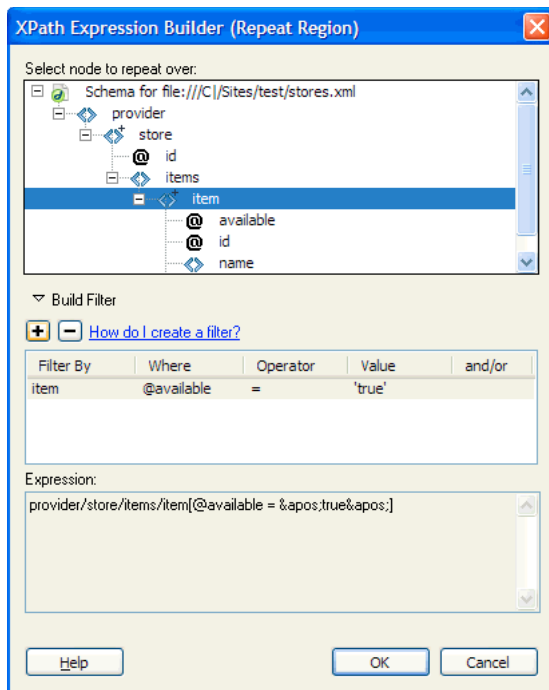 XPath Expression Builder (Repeat Region)
Select node to repeat over:
Schema for file:///C|/Sites/test/stores.xml
provider
store
@ id
items
item
@ available
@ id
name
Build Filter
+ - How do I create a filter?
Filter By Where Operator Value and/or
item @available = 'true'
Expression:
provider/store/items/item[@available = &apos;true&apos;]
Help OK Cancel